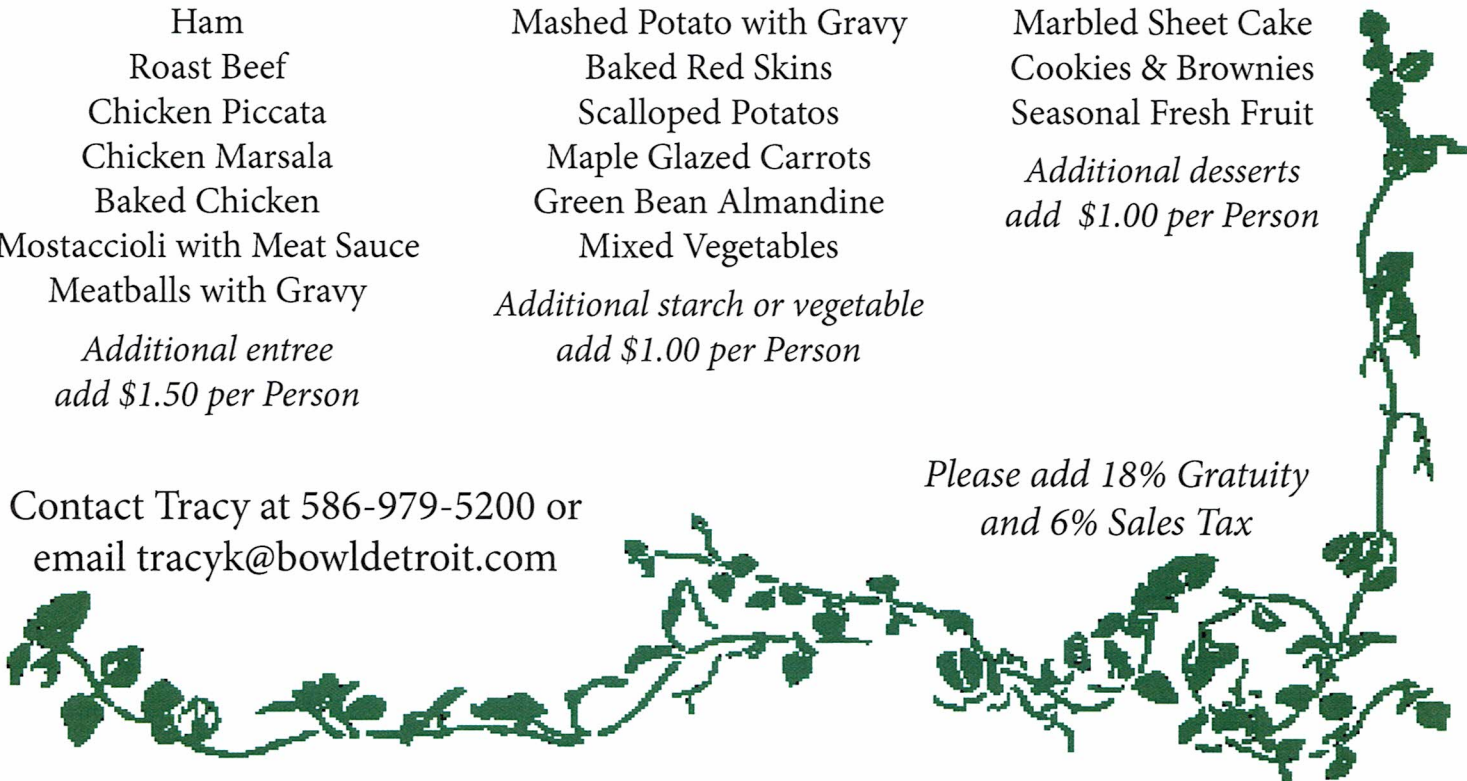 Ham
Roast Beef
Chicken Piccata
Chicken Marsala
Baked Chicken
Mostaccioli with Meat Sauce
Meatballs with Gravy
Additional entree
add $1.50 per Person
Mashed Potato with Gravy
Baked Red Skins
Scalloped Potatos
Maple Glazed Carrots
Green Bean Almandine
Mixed Vegetables
Additional starch or vegetable
add $1.00 per Person
Marbled Sheet Cake
Cookies & Brownies
Seasonal Fresh Fruit
Additional desserts
add $1.00 per Person
Contact Tracy at 586-979-5200 or
email tracyk@bowldetroit.com
Please add 18% Gratuity
and 6% Sales Tax